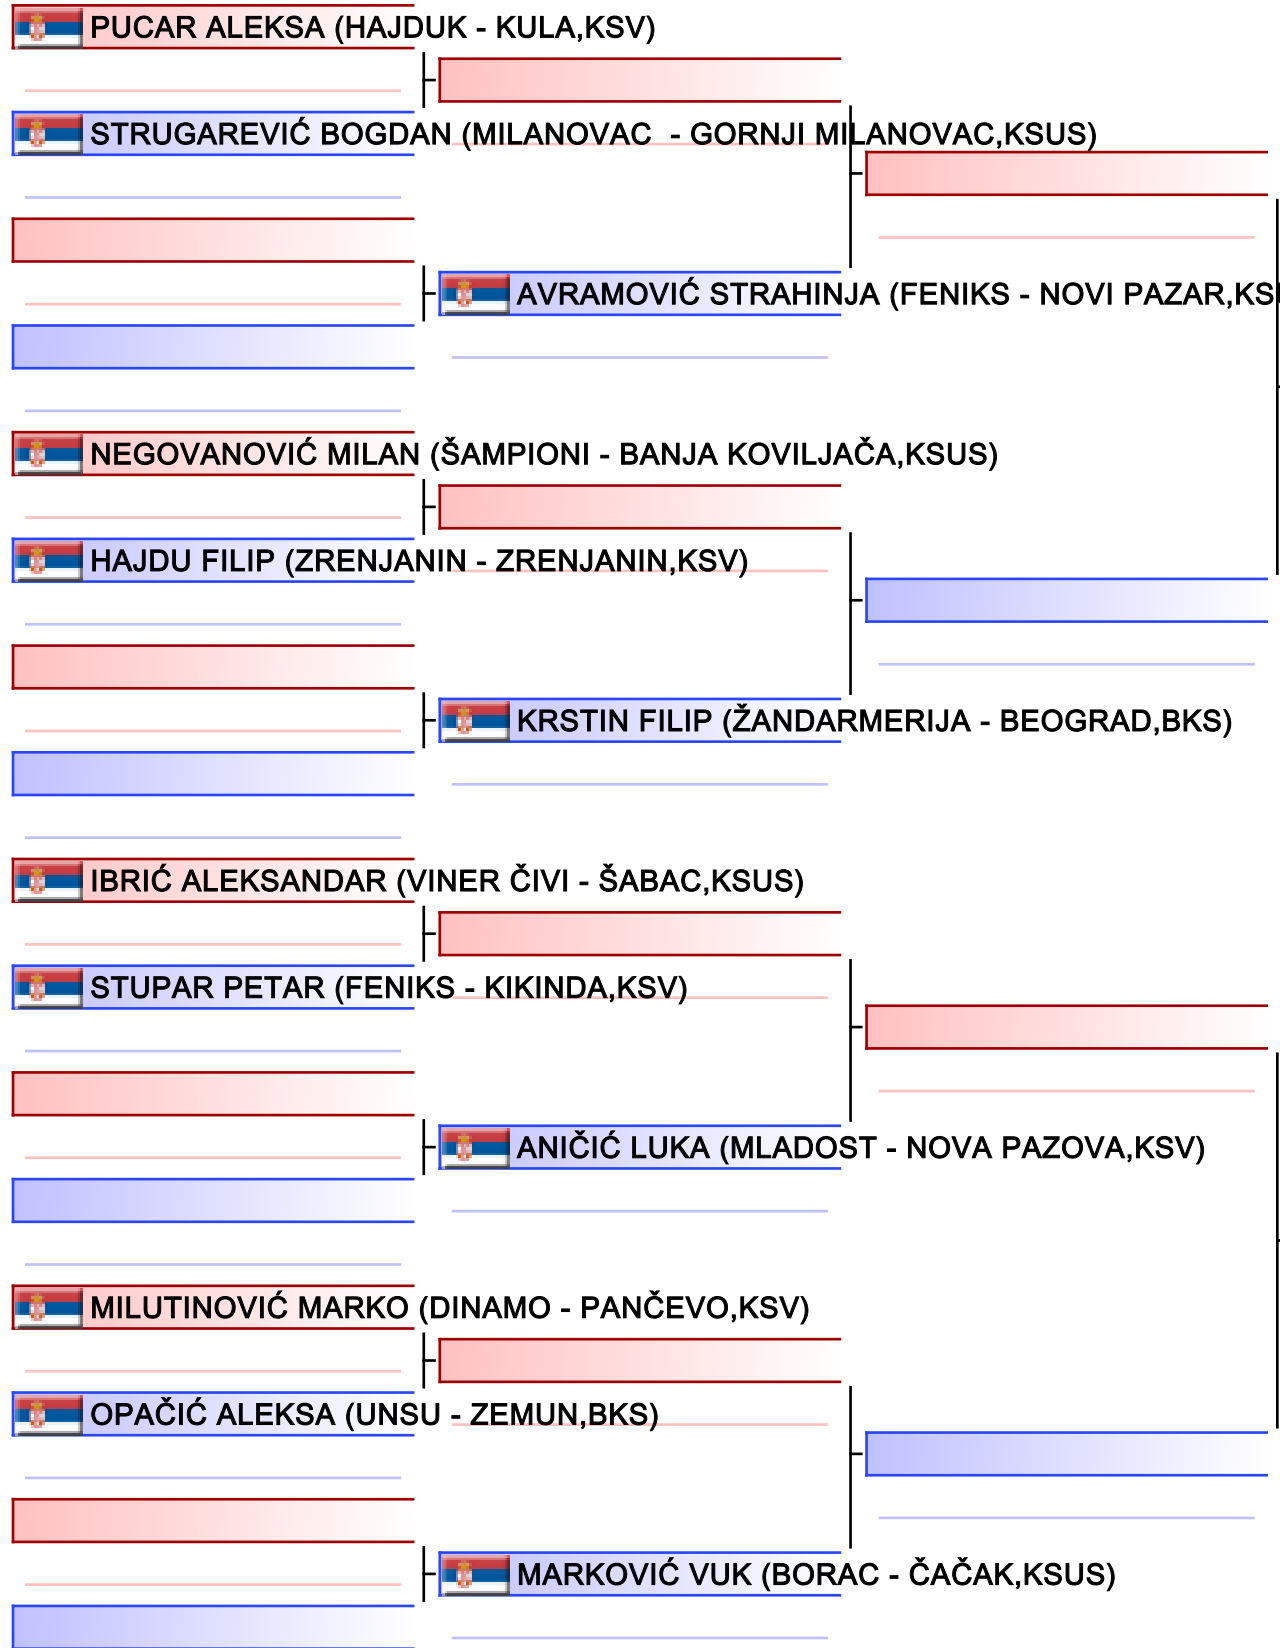 PUCAR ALEKSA (HAJDUK - KULA,KSV)
STRUGAREVIĆ BOGDAN (MILANOVAC - GORNJI MILANOVAC,KSUS)
AVRAMOVIĆ STRAHINJA (FENIKS - NOVI PAZAR,
NEGOVANOVIĆ MILAN (ŠAMPIONI - BANJA KOVILJAČA,KSUS)
HAJDU FILIP (ZRENJANIN - ZRENJANIN,KSV)
KRSTIN FILIP (ŽANDARMERIJA - BEOGRAD,BKS)
IBRIĆ ALEKSANDAR (VINER ČIVI - ŠABAC,KSUS)
STUPAR PETAR (FENIKS - KIKINDA,KSV)
ANIČIĆ LUKA (MLADOST - NOVA PAZOVA,KSV)
MILUTINOVIĆ MARKO (DINAMO - PANČEVO,KSV)
OPAČIĆ ALEKSA (UNSU - ZEMUN,BKS)
MARKOVIĆ VUK (BORAC - ČAČAK,KSUS)